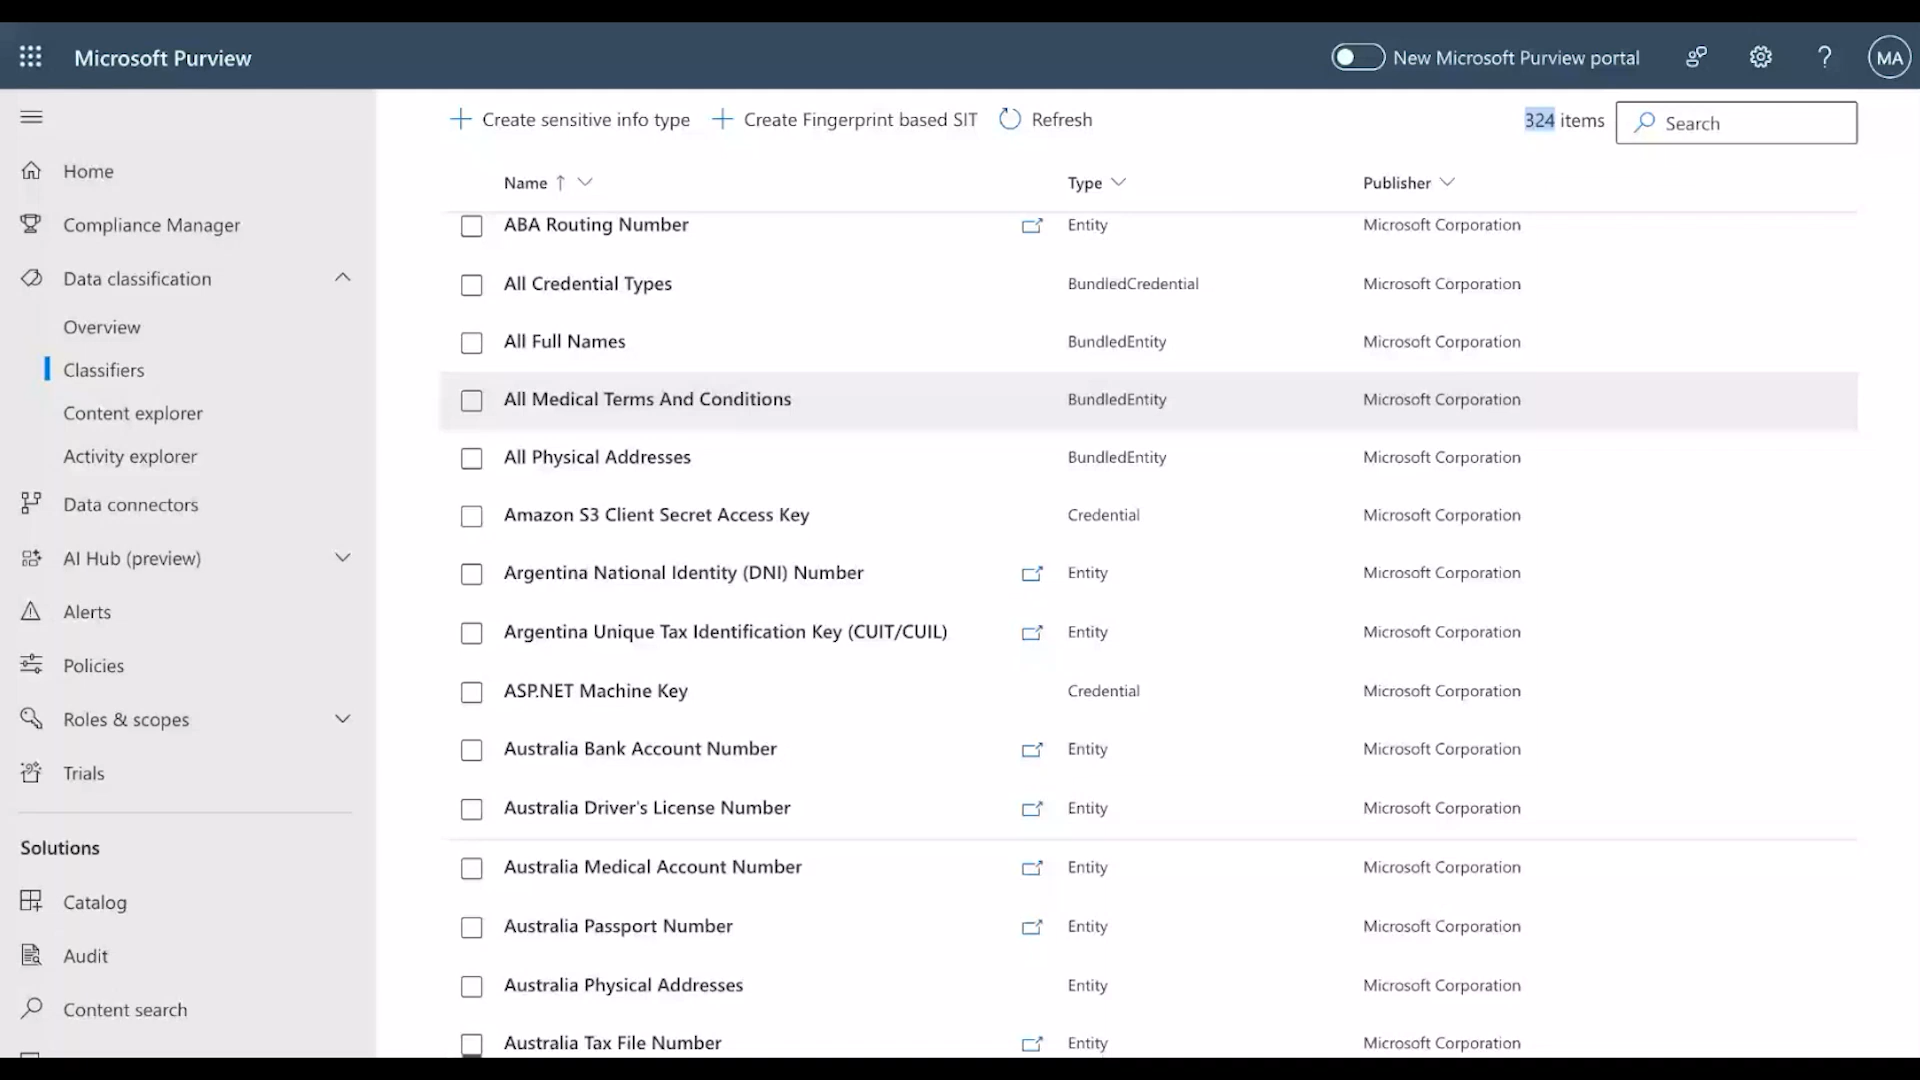 Microsoft Purview
New Microsoft Purview portal
?
MA
Create sensitive info type
Create Fingerprint based SIT
Refresh
324 items
Search
Home
Compliance Manager
Data classification
Overview
Classifiers
Content explorer
Activity explorer
Data connectors
AI Hub (preview)
Alerts
Policies
Roles & scopes
Trials
Solutions
Catalog
Audit
Content search
Name Type Publisher
ABA Routing Number Entity Microsoft Corporation
All Credential Types BundledCredential Microsoft Corporation
All Full Names BundledEntity Microsoft Corporation
All Medical Terms And Conditions BundledEntity Microsoft Corporation
All Physical Addresses BundledEntity Microsoft Corporation
Amazon S3 Client Secret Access Key Credential Microsoft Corporation
Argentina National Identity (DNI) Number Entity Microsoft Corporation
Argentina Unique Tax Identification Key (CUIT/CUIL) Entity Microsoft Corporation
ASP.NET Machine Key Credential Microsoft Corporation
Australia Bank Account Number Entity Microsoft Corporation
Australia Driver's License Number Entity Microsoft Corporation
Australia Medical Account Number Entity Microsoft Corporation
Australia Passport Number Entity Microsoft Corporation
Australia Physical Addresses Entity Microsoft Corporation
Australia Tax File Number Entity Microsoft Corporation